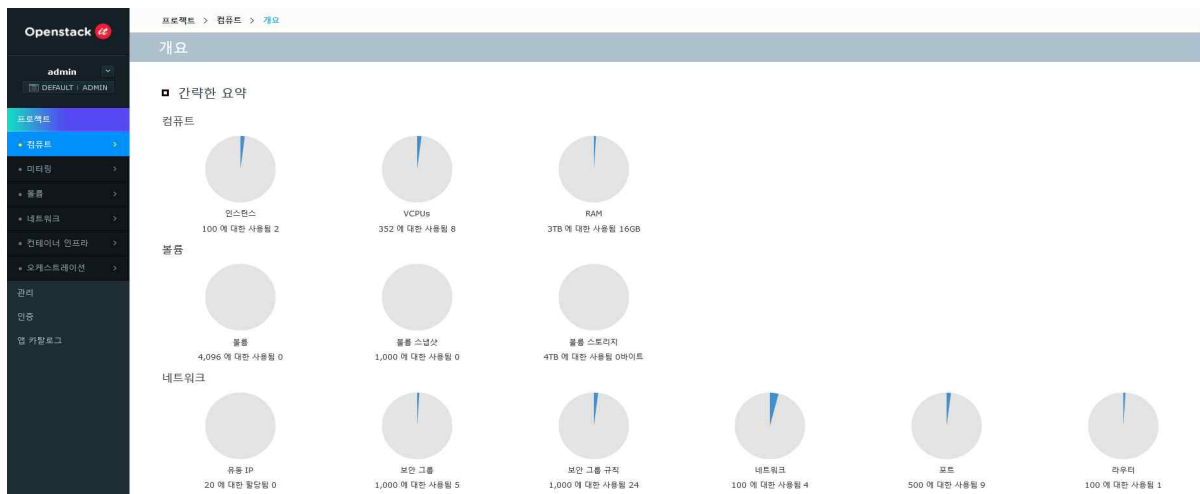 Openstack it
admin
DEFAULT | ADMIN
프로젝트
컴퓨트
미터링
볼륨
네트워크
컨테이너 인프라
오케스트레이션
관리
인증
앱 카탈로그
프로젝트 > 컴퓨트 > 개요
개요
간략한 요약
컴퓨트
인스턴스 VCPUs RAM
100 에 대한 사용됨 2 352 에 대한 사용됨 8 3TB 에 대한 사용됨 16GB
볼륨
볼륨 볼륨 스냅샷 볼륨 스토리지
4,096 에 대한 사용됨 0 1,000 에 대한 사용됨 0 4TB 에 대한 사용됨 0바이트
네트워크
유동 IP 보안 그룹 보안 그룹 규칙 네트워크 포트 라우터
20 에 대한 할당됨 0 1,000 에 대한 사용됨 5 1,000 에 대한 사용됨 24 100 에 대한 사용됨 4 500 에 대한 사용됨 9 100 에 대한 사용됨 1